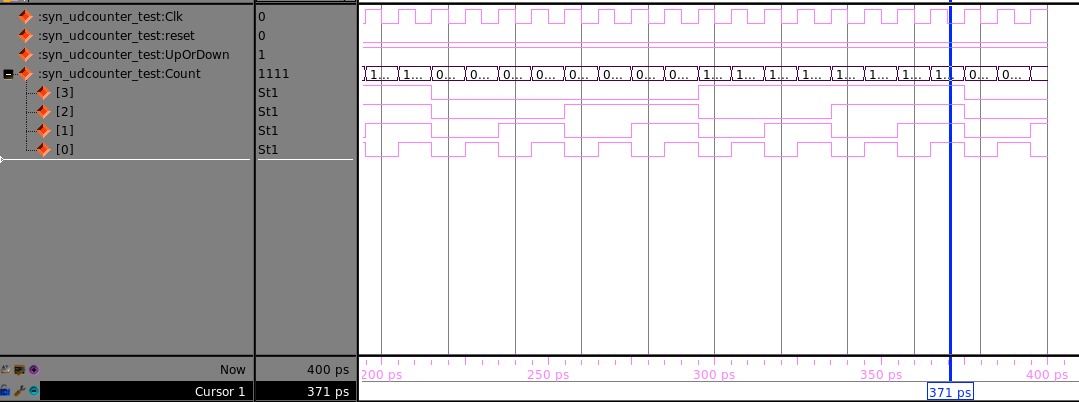 :syn_udcounter_test:Clk 0
:syn_udcounter_test:reset 0
:syn_udcounter_test:UpOrDown 1
:syn_udcounter_test:Count 1111 1... 1... 0... 0... 0... 0... 0... 0... 0... 0... 1... 1... 1... 1... 1... 1... 1... 1... 0... 0...
[3] St1
[2] St1
[1] St1
[0] St1
Now 400 ps 200 ps 250 ps 300 ps 350 ps 400 ps
Cursor 1 371 ps 371 ps